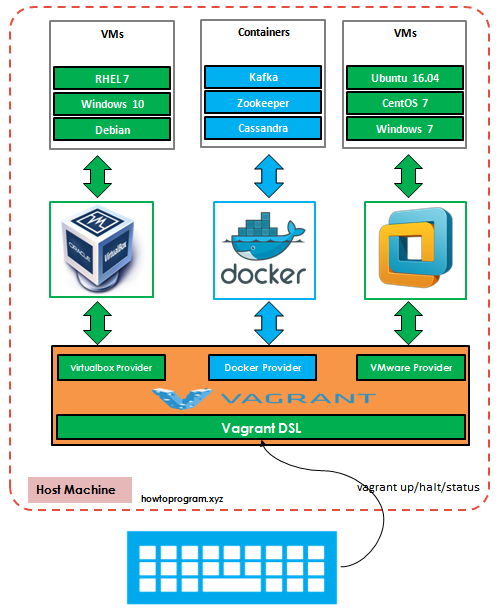 VMs
RHEL 7
Windows 10
Debian
Containers
Kafka
Zookeeper
Cassandra
VMs
Ubuntu 16.04
CentOS 7
Windows 7
ORACLE
VM
VirtualBox
docker
Virtualbox Provider
Docker Provider
VMware Provider
VAGRANT
Vagrant DSL
Host Machine
howtoprogram.xyz
vagrant up/halt/status